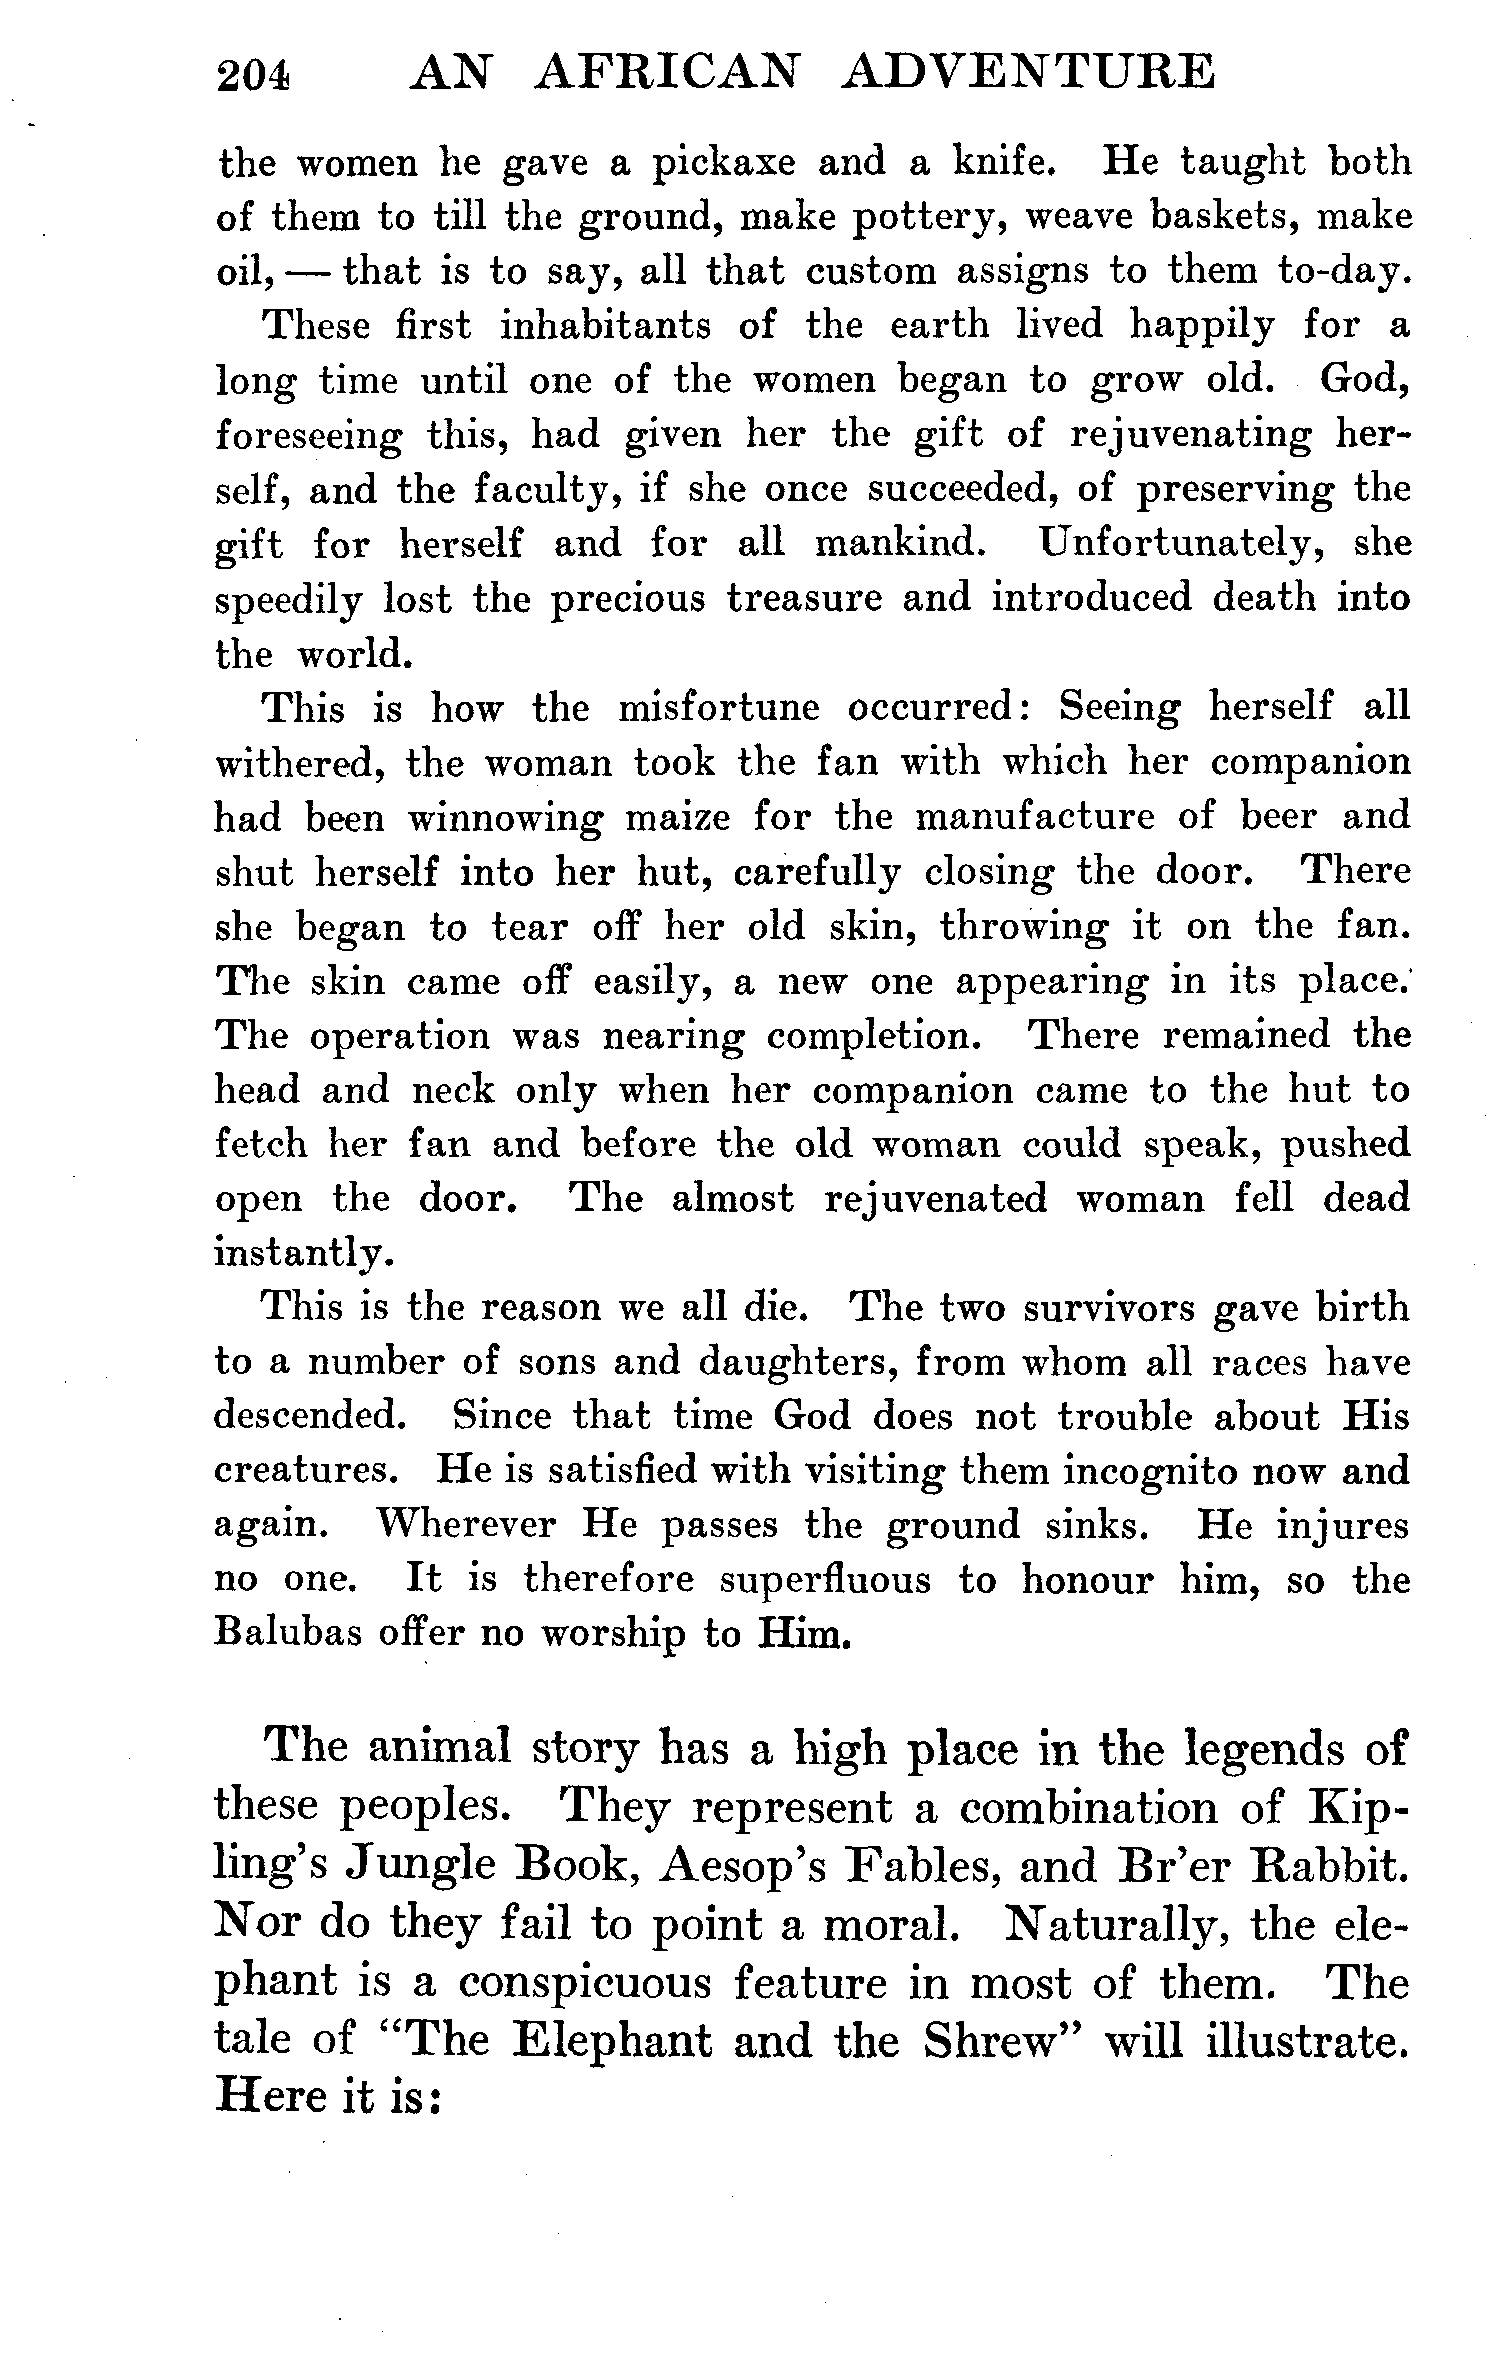 204 AN AFRICAN ADVENTURE
the women he gave a pickaxe and a knife. He taught both
of them to till the ground, make pottery, weave baskets, make
oil, — that is to say, all that custom assigns to them to-day.
These first inhabitants of the earth lived happily for a
long time until one of the women began to grow old. God,
foreseeing this, had given her the gift of rejuvenating her-
self, and the faculty, if she once succeeded, of preserving the
gift for herself and for all mankind. Unfortunately, she
speedily lost the precious treasure and introduced death into
the world.
This is how the misfortune occurred: Seeing herself all
withered, the woman took the fan with which her companion
had been winnowing maize for the manufacture of beer and
shut herself into her hut, carefully closing the door. There
she began to tear off her old skin, throwing it on the fan.
The skin came off easily, a new one appearing in its place.
The operation was nearing completion. There remained the
head and neck only when her companion came to the hut to
fetch her fan and before the old woman could speak, pushed
open the door. The almost rejuvenated woman fell dead
instantly.
This is the reason we all die. The two survivors gave birth
to a number of sons and daughters, from whom all races have
descended. Since that time God does not trouble about His
creatures. He is satisfied with visiting them incognito now and
again. Wherever He passes the ground sinks. He injures
no one. It is therefore superfluous to honour him, so the
Balubas offer no worship to Him.
The animal story has a high place in the legends of
these peoples. They represent a combination of Kip-
ling's Jungle Book, Aesop's Fables, and Br'er Rabbit.
Nor do they fail to point a moral. Naturally, the ele-
phant is a conspicuous feature in most of them. The
tale of "The Elephant and the Shrew" will illustrate.
Here it is: